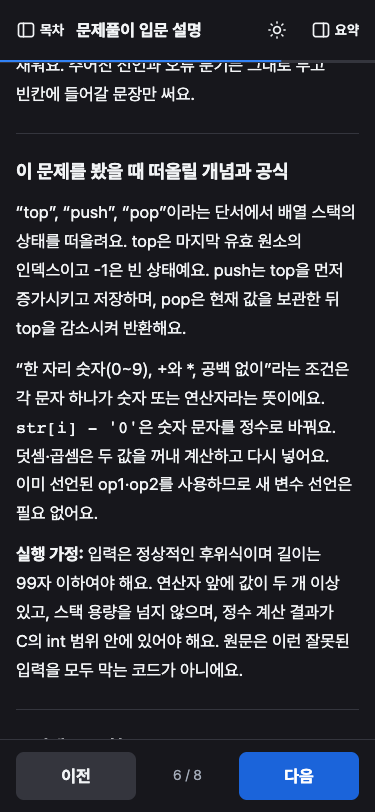 목차 문제풀이 입문 설명 요약
채워요. 주어진 선언과 오류 분기는 그대로 두고
빈칸에 들어갈 문장만 써요.
이 문제를 봤을 때 떠올릴 개념과 공식
“top”, “push”, “pop”이라는 단서에서 배열 스택의
상태를 떠올려요. top은 마지막 유효 원소의
인덱스이고 -1은 빈 상태예요. push는 top을 먼저
증가시키고 저장하며, pop은 현재 값을 보관한 뒤
top을 감소시켜 반환해요.
“한 자리 숫자(0~9), +와 *, 공백 없이”라는 조건은
각 문자 하나가 숫자 또는 연산자라는 뜻이에요.
str[i] - '0'은 숫자 문자를 정수로 바꿔요.
덧셈·곱셈은 두 값을 꺼내 계산하고 다시 넣어요.
이미 선언된 op1·op2를 사용하므로 새 변수 선언은
필요 없어요.
실행 가정: 입력은 정상적인 후위식이며 길이는
99자 이하여야 해요. 연산자 앞에 값이 두 개 이상
있고, 스택 용량을 넘지 않으며, 정수 계산 결과가
C의 int 범위 안에 있어야 해요. 원문은 이런 잘못된
입력을 모두 막는 코드가 아니에요.
이전 6 / 8 다음